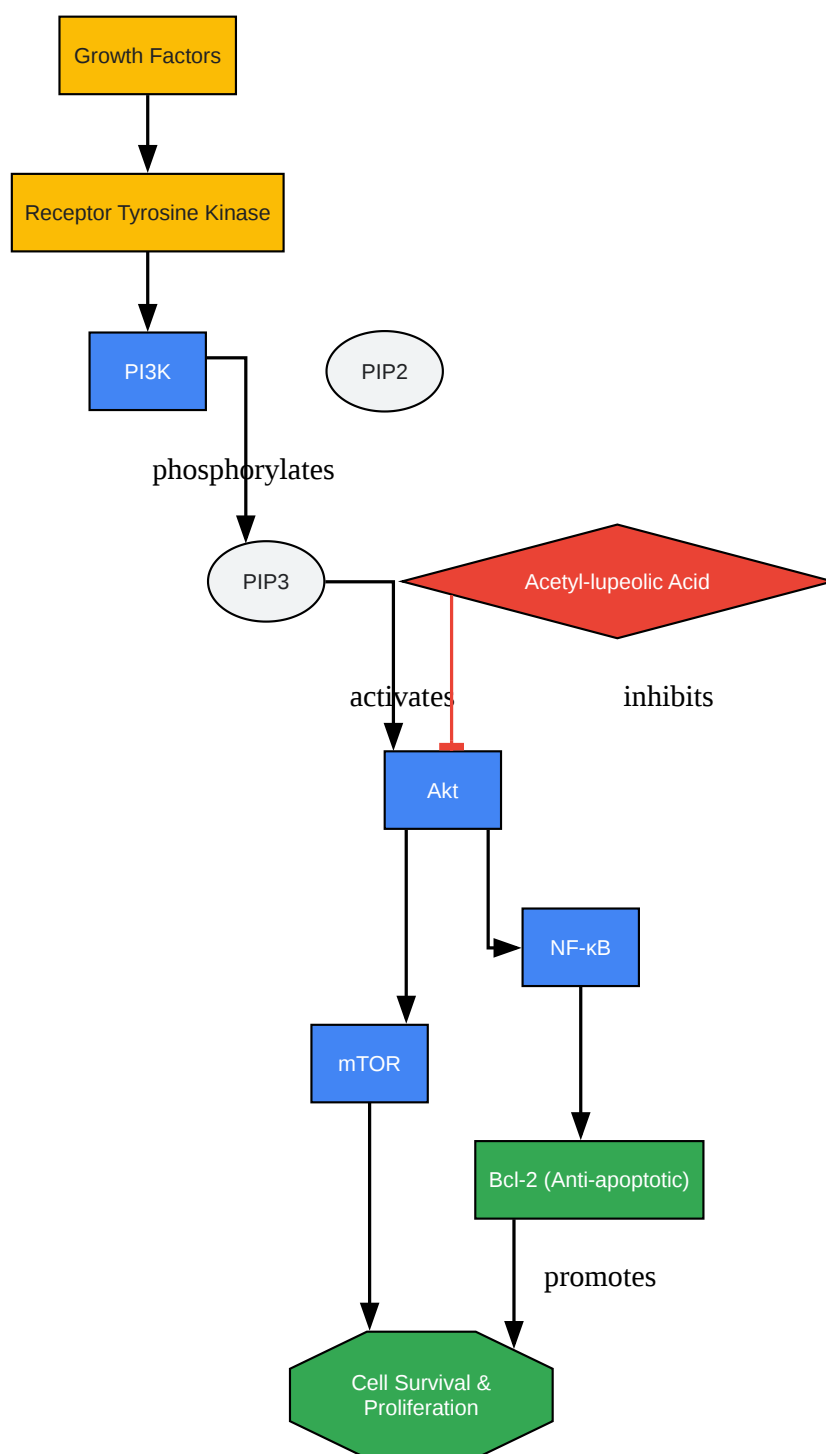 Growth Factors
Receptor Tyrosine Kinase
PI3K
PIP2
phosphorylates
PIP3
Acetyl-lupeolic Acid
activates
inhibits
Akt
NF-κB
mTOR
Bcl-2 (Anti-apoptotic)
promotes
Cell Survival &
Proliferation